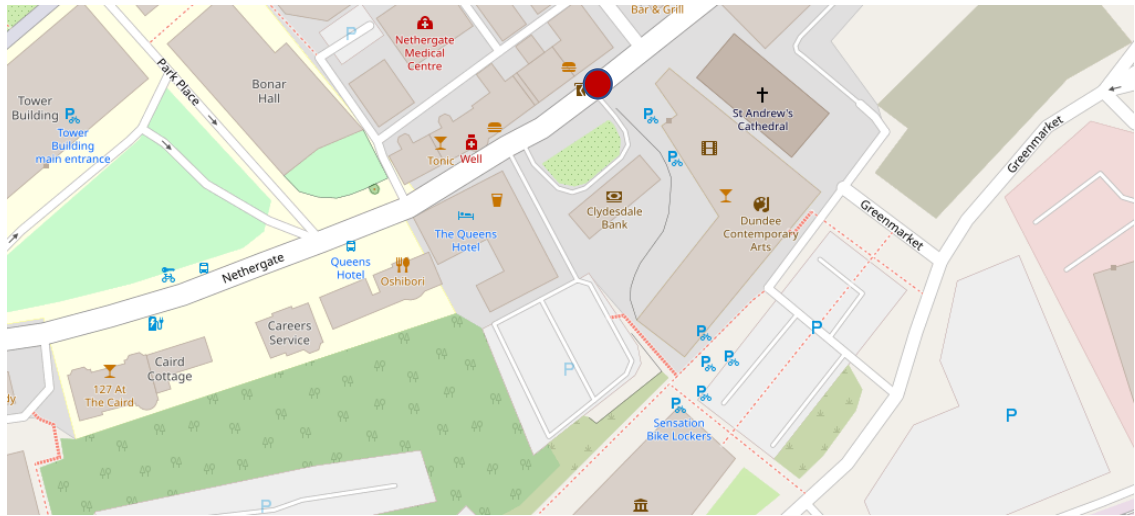 Bar & Grill
Nethergate
Medical
Centre
Park Place
Bonar
Hall
Tower
Building
Tower
Building
main entrance
St Andrew's
Cathedral
Greenmarket
Tonic
Well
Clydesdale
Bank
Dundee
Contemporary
Arts
Greenmarket
The Queens
Hotel
Queens
Hotel
Nethergate
Oshibori
Careers
Service
Caird
Cottage
127 At
The Caird
dy
Sensation
Bike Lockers
P
P
P
P
P